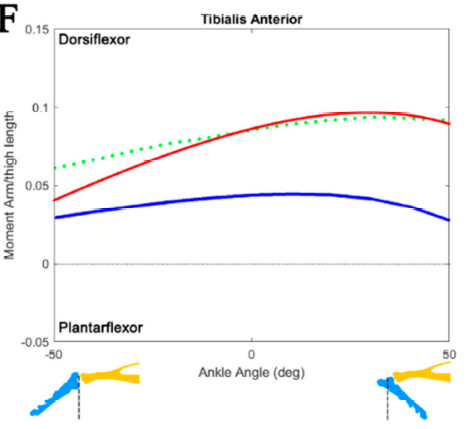 F
Tibialis Anterior
0.15
Dorsiflexor
0.1
Moment Arm/thigh length
0.05
0
Plantarflexor
-0.05
-50
0
50
Ankle Angle (deg)